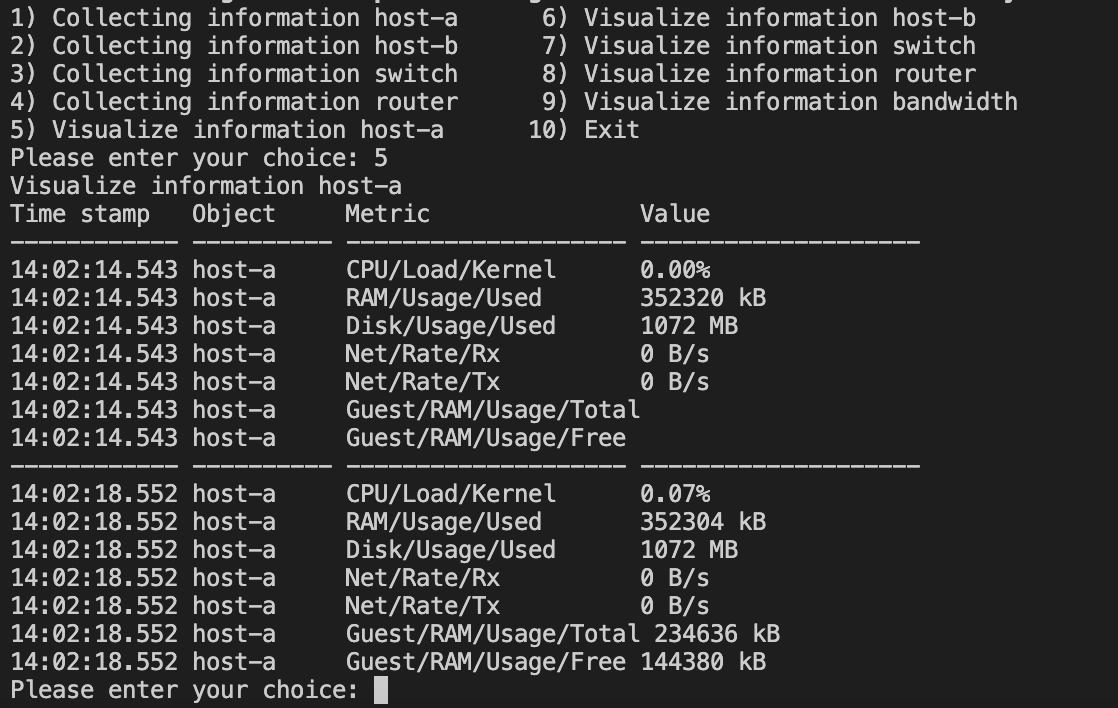 1) Collecting information host-a      6) Visualize information host-b
2) Collecting information host-b      7) Visualize information switch
3) Collecting information switch      8) Visualize information router
4) Collecting information router      9) Visualize information bandwidth
5) Visualize information host-a      10) Exit
Please enter your choice: 5
Visualize information host-a
Time stamp   Object     Metric               Value
------------ ---------- -------------------- --------------------
14:02:14.543 host-a     CPU/Load/Kernel      0.00%
14:02:14.543 host-a     RAM/Usage/Used       352320 kB
14:02:14.543 host-a     Disk/Usage/Used      1072 MB
14:02:14.543 host-a     Net/Rate/Rx          0 B/s
14:02:14.543 host-a     Net/Rate/Tx          0 B/s
14:02:14.543 host-a     Guest/RAM/Usage/Total
14:02:14.543 host-a     Guest/RAM/Usage/Free
------------ ---------- -------------------- --------------------
14:02:18.552 host-a     CPU/Load/Kernel      0.07%
14:02:18.552 host-a     RAM/Usage/Used       352304 kB
14:02:18.552 host-a     Disk/Usage/Used      1072 MB
14:02:18.552 host-a     Net/Rate/Rx          0 B/s
14:02:18.552 host-a     Net/Rate/Tx          0 B/s
14:02:18.552 host-a     Guest/RAM/Usage/Total 234636 kB
14:02:18.552 host-a     Guest/RAM/Usage/Free 144380 kB
Please enter your choice: